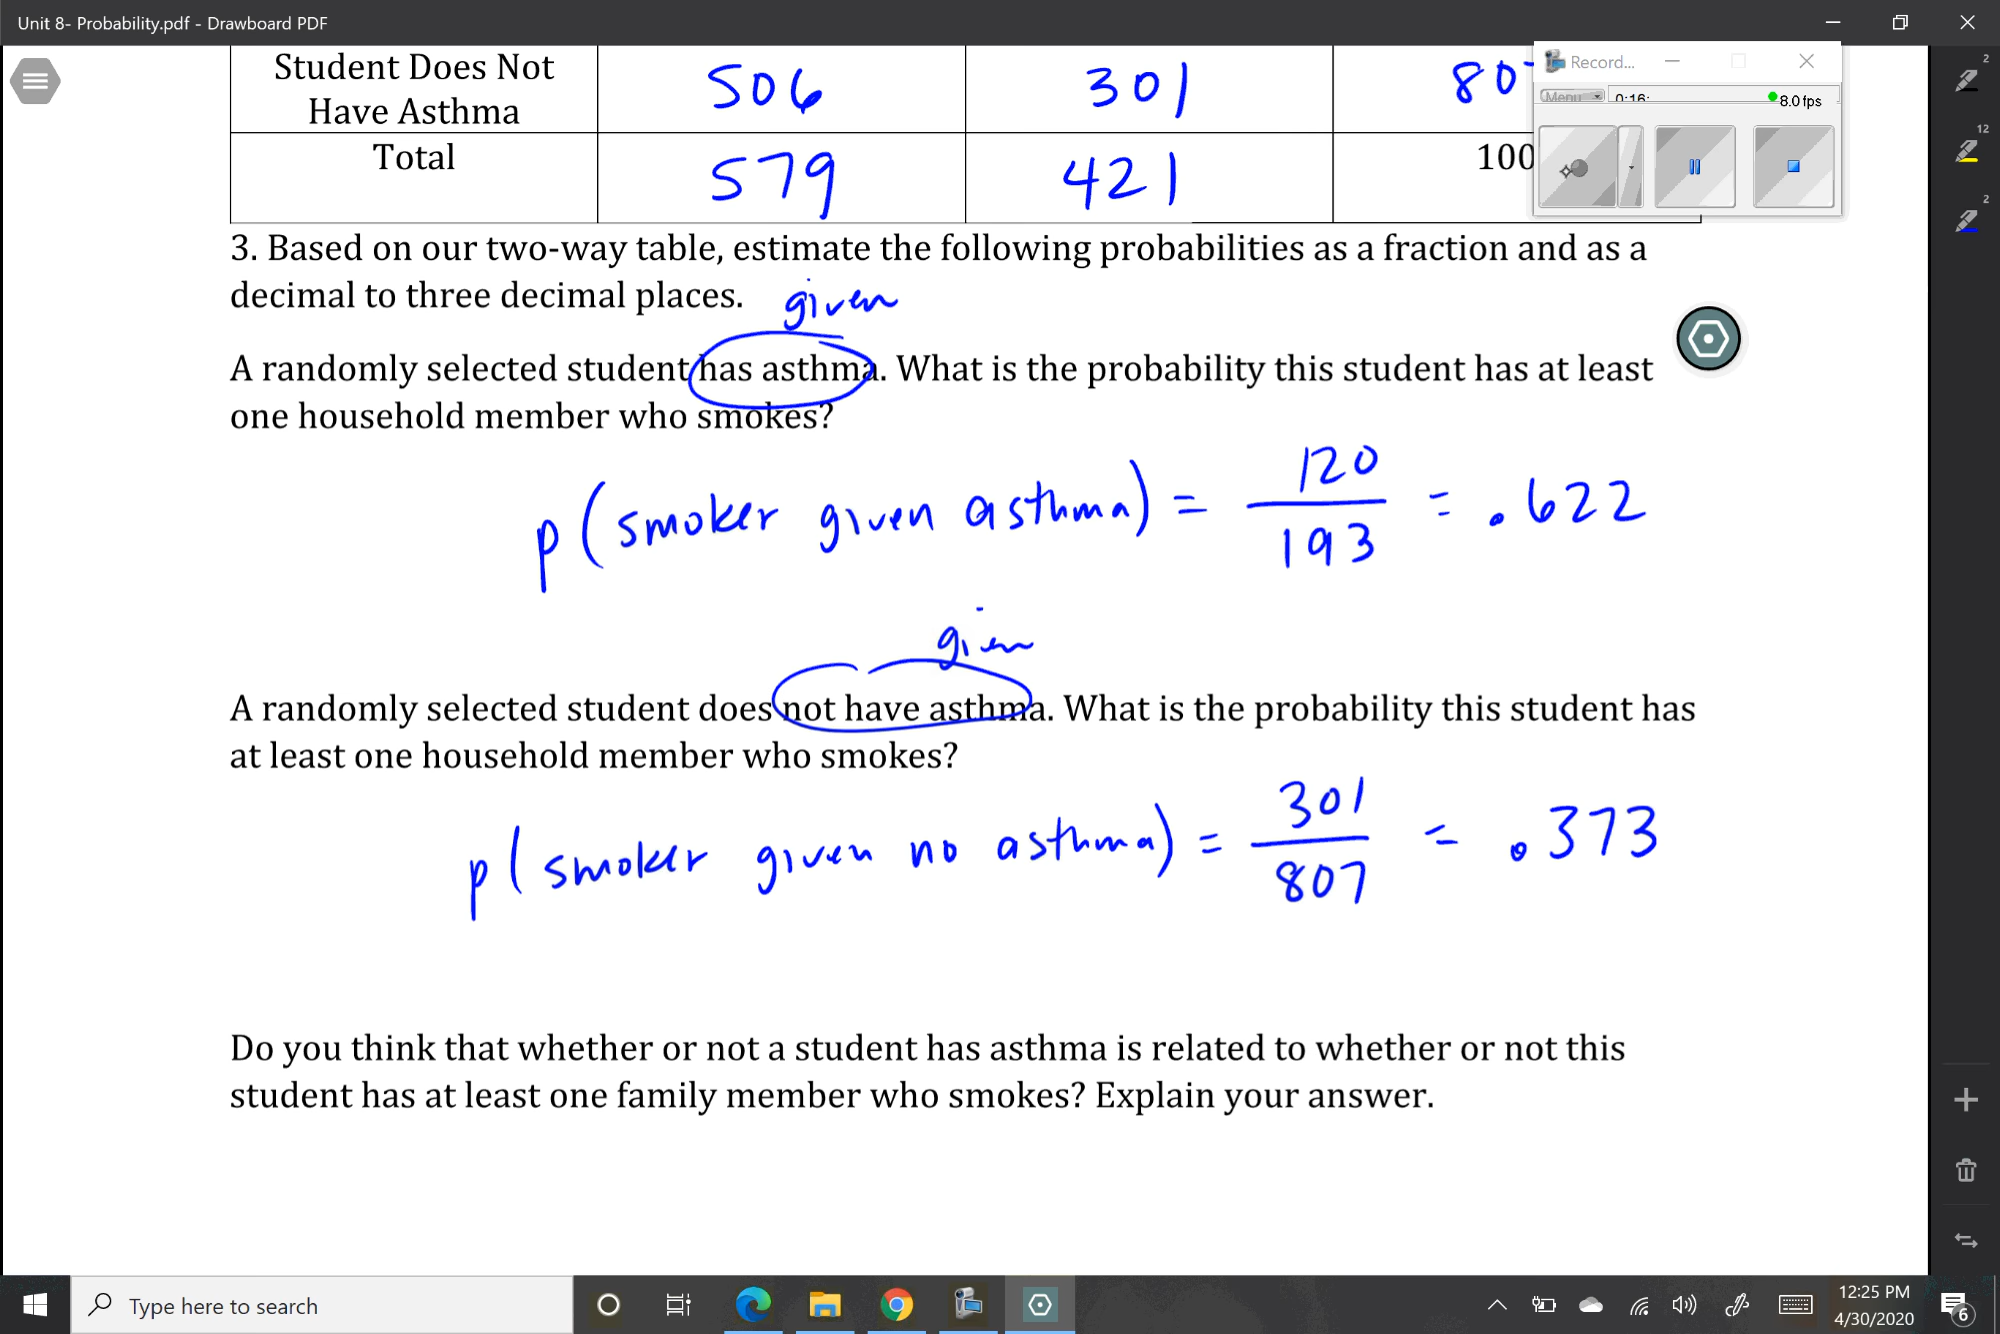 Unit 8- Probability.pdf - Drawboard PDF
Student Does Not
Have Asthma
506
301
80
Total
579
421
100
Record...
Menu
0:16:
8.0 fps
2
12
2
3. Based on our two-way table, estimate the following probabilities as a fraction and as a
decimal to three decimal places.
given
A randomly selected student has asthma. What is the probability this student has at least
one household member who smokes?
p(smoker given asthma) = 120/193 = .622
given
A randomly selected student does not have asthma. What is the probability this student has
at least one household member who smokes?
p(smoker given no asthma) = 301/807 = .373
Do you think that whether or not a student has asthma is related to whether or not this
student has at least one family member who smokes? Explain your answer.
Type here to search
12:25 PM
4/30/2020
6